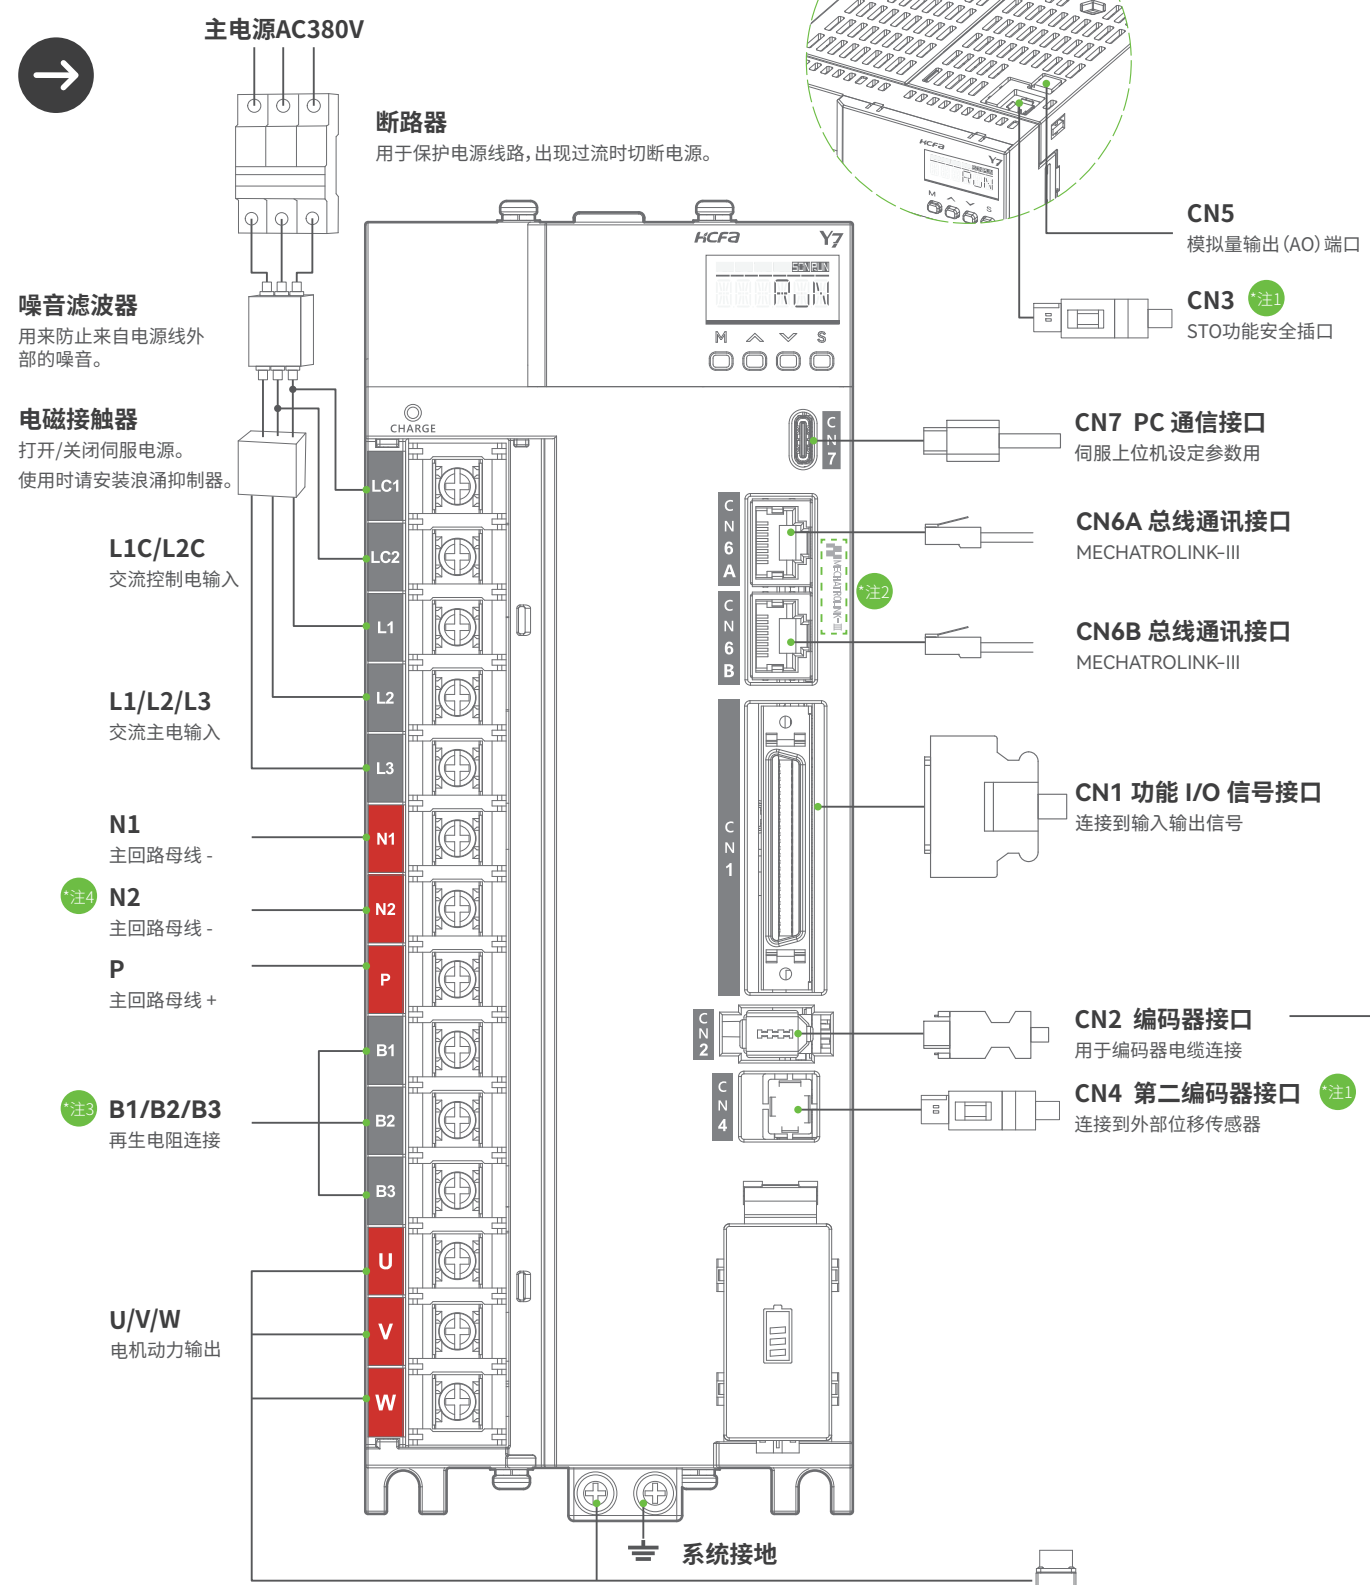 主电源AC380V
断路器
用于保护电源线路,出现过流时切断电源。
噪音滤波器
用来防止来自电源线外
部的噪音。
电磁接触器
打开/关闭伺服电源。
使用时请安装浪涌抑制器。
L1C/L2C
交流控制电输入
L1/L2/L3
交流主电输入
N1
主回路母线 -
*注4
N2
主回路母线 -
P
主回路母线 +
*注3
B1/B2/B3
再生电阻连接
U/V/W
电机动力输出
HCFA
Y7
SON RUN
RUN
M
S
CHARGE
LC1
LC2
L1
L2
L3
N1
N2
P
B1
B2
B3
U
V
W
CN7
CN6A
CN6B
MECHATROLINK-III
*注2
CN1
CN2
CN4
系统接地
HCFA
Y7
RUN
M
S
CN5
模拟量输出(AO)端口
CN3 *注1
STO功能安全插口
CN7 PC 通信接口
伺服上位机设定参数用
CN6A 总线通讯接口
MECHATROLINK-III
CN6B 总线通讯接口
MECHATROLINK-III
CN1 功能 I/O 信号接口
连接到输入输出信号
CN2 编码器接口
用于编码器电缆连接
CN4 第二编码器接口 *注1
连接到外部位移传感器